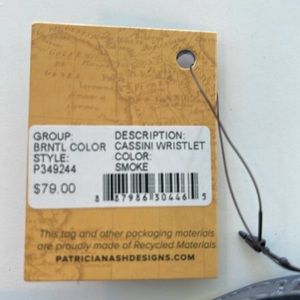 GROUP: DESCRIPTION:
BRNTL COLOR CASSINI WRISTLET
STYLE: COLOR:
P349244 SMOKE
$79.00 8 87986 30446 5
This tag and other packaging materials
are proudly made of Recycled Materials
PATRICIANASHDESIGNS.COM